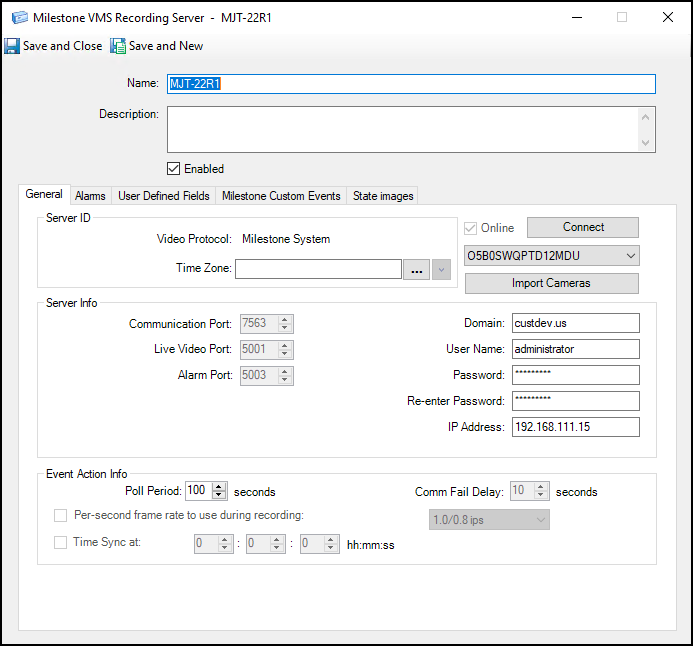 Milestone VMS Recording Server - MJT-22R1
Save and Close Save and New
Name: MJT-22R1
Description:
Enabled
General Alarms User Defined Fields Milestone Custom Events State images
Server ID
Video Protocol: Milestone System
Time Zone: ...
Online Connect
O5B0SWQPTD12MDU
Import Cameras
Server Info
Communication Port: 7563
Live Video Port: 5001
Alarm Port: 5003
Domain: custdev.us
User Name: administrator
Password: *********
Re-enter Password: *********
IP Address: 192.168.111.15
Event Action Info
Poll Period: 100 seconds
Comm Fail Delay: 10 seconds
Per-second frame rate to use during recording: 1.0/0.8 ips
Time Sync at: 0 : 0 : 0 hh:mm:ss